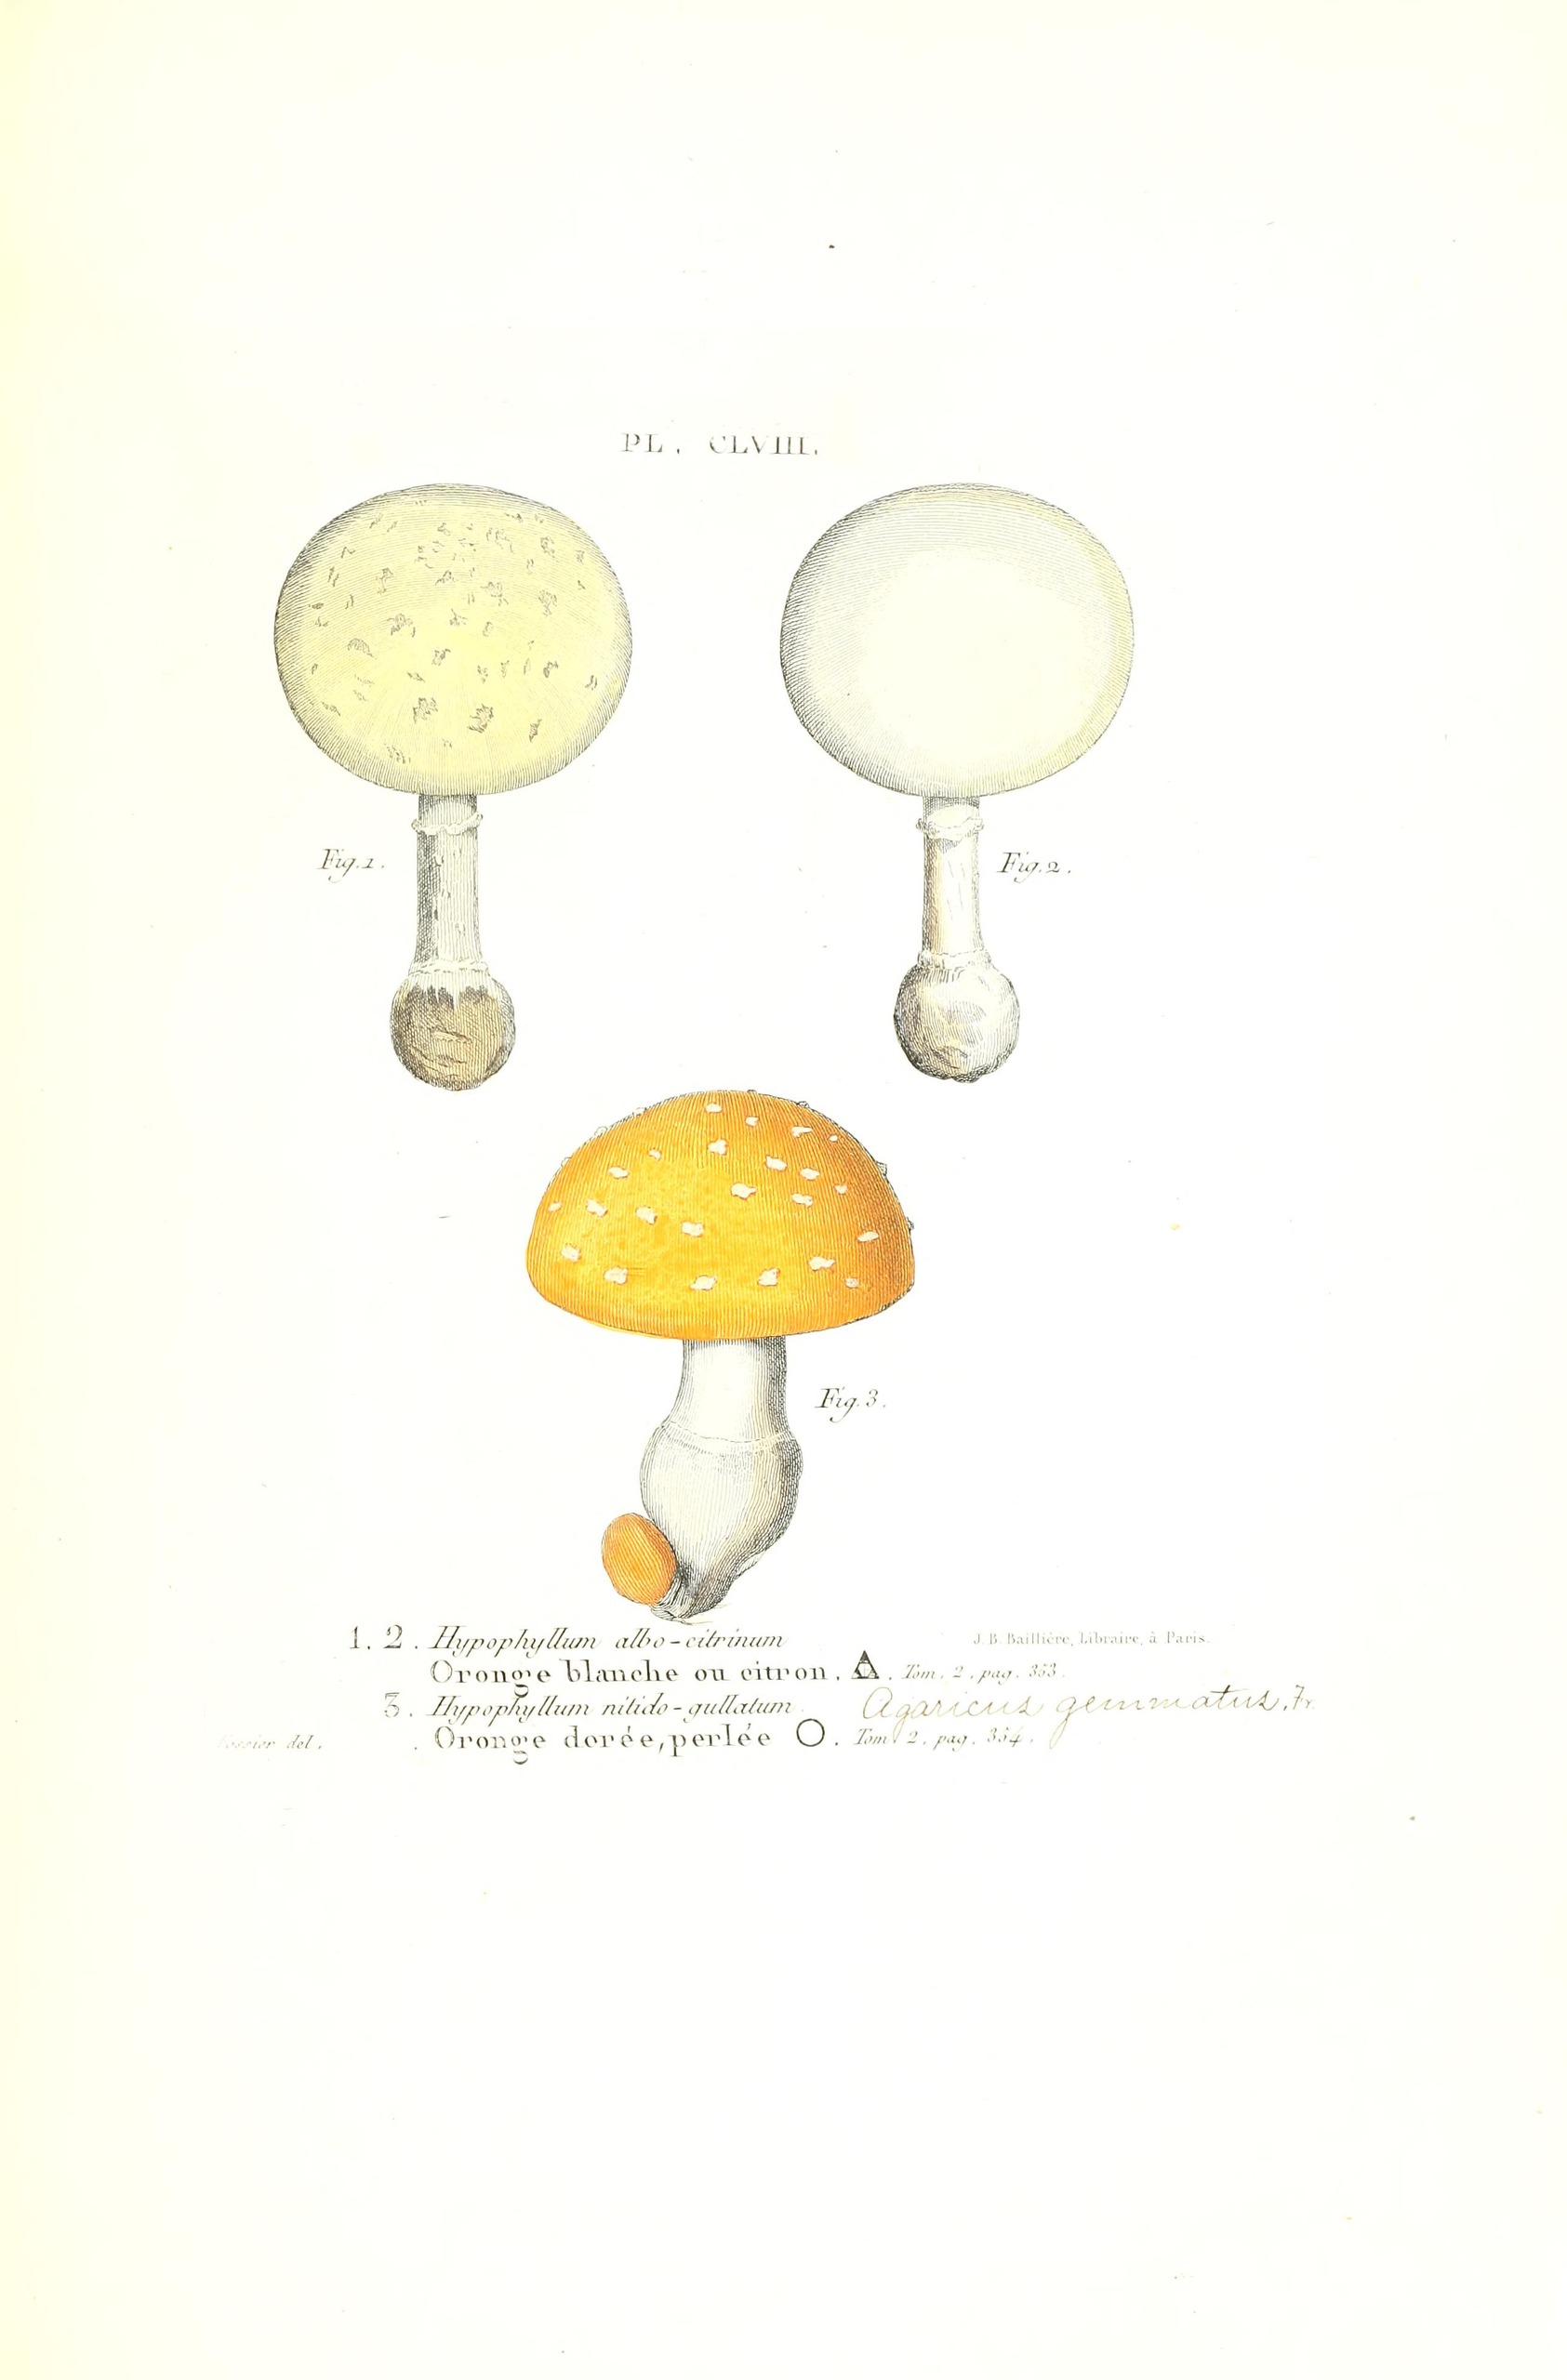 PL. CLVIII.
Fig. 1.
Fig. 2.
Fig. 3.
1. 2. Hypophyllum albo-citrinum
J. B. Baillière, Libraire, à Paris.
Oronge blanche ou citron. Tom. 2. pag. 353.
3. Hypophyllum nitido-guttatum. Agaricus gemmatus. Fr.
del.
Oronge dorée, perlée O. Tom. 2. pag. 354.